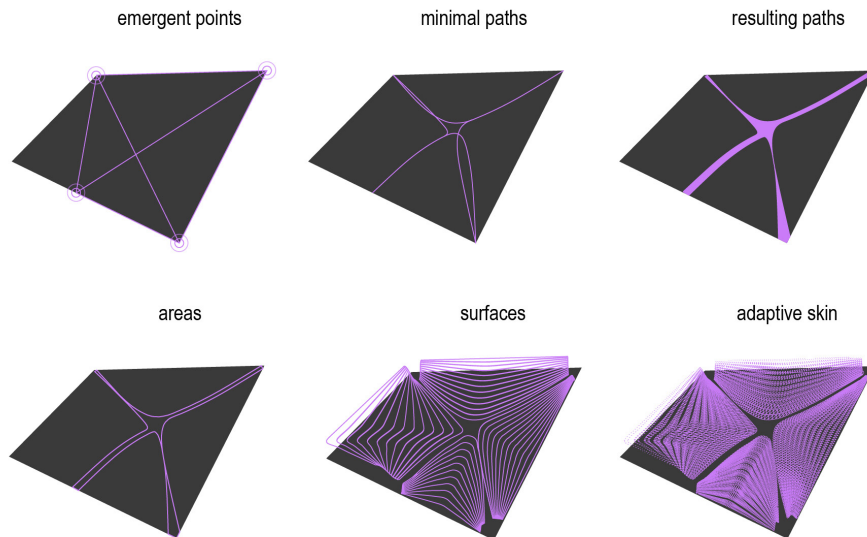 emergent points
minimal paths
resulting paths
areas
surfaces
adaptive skin